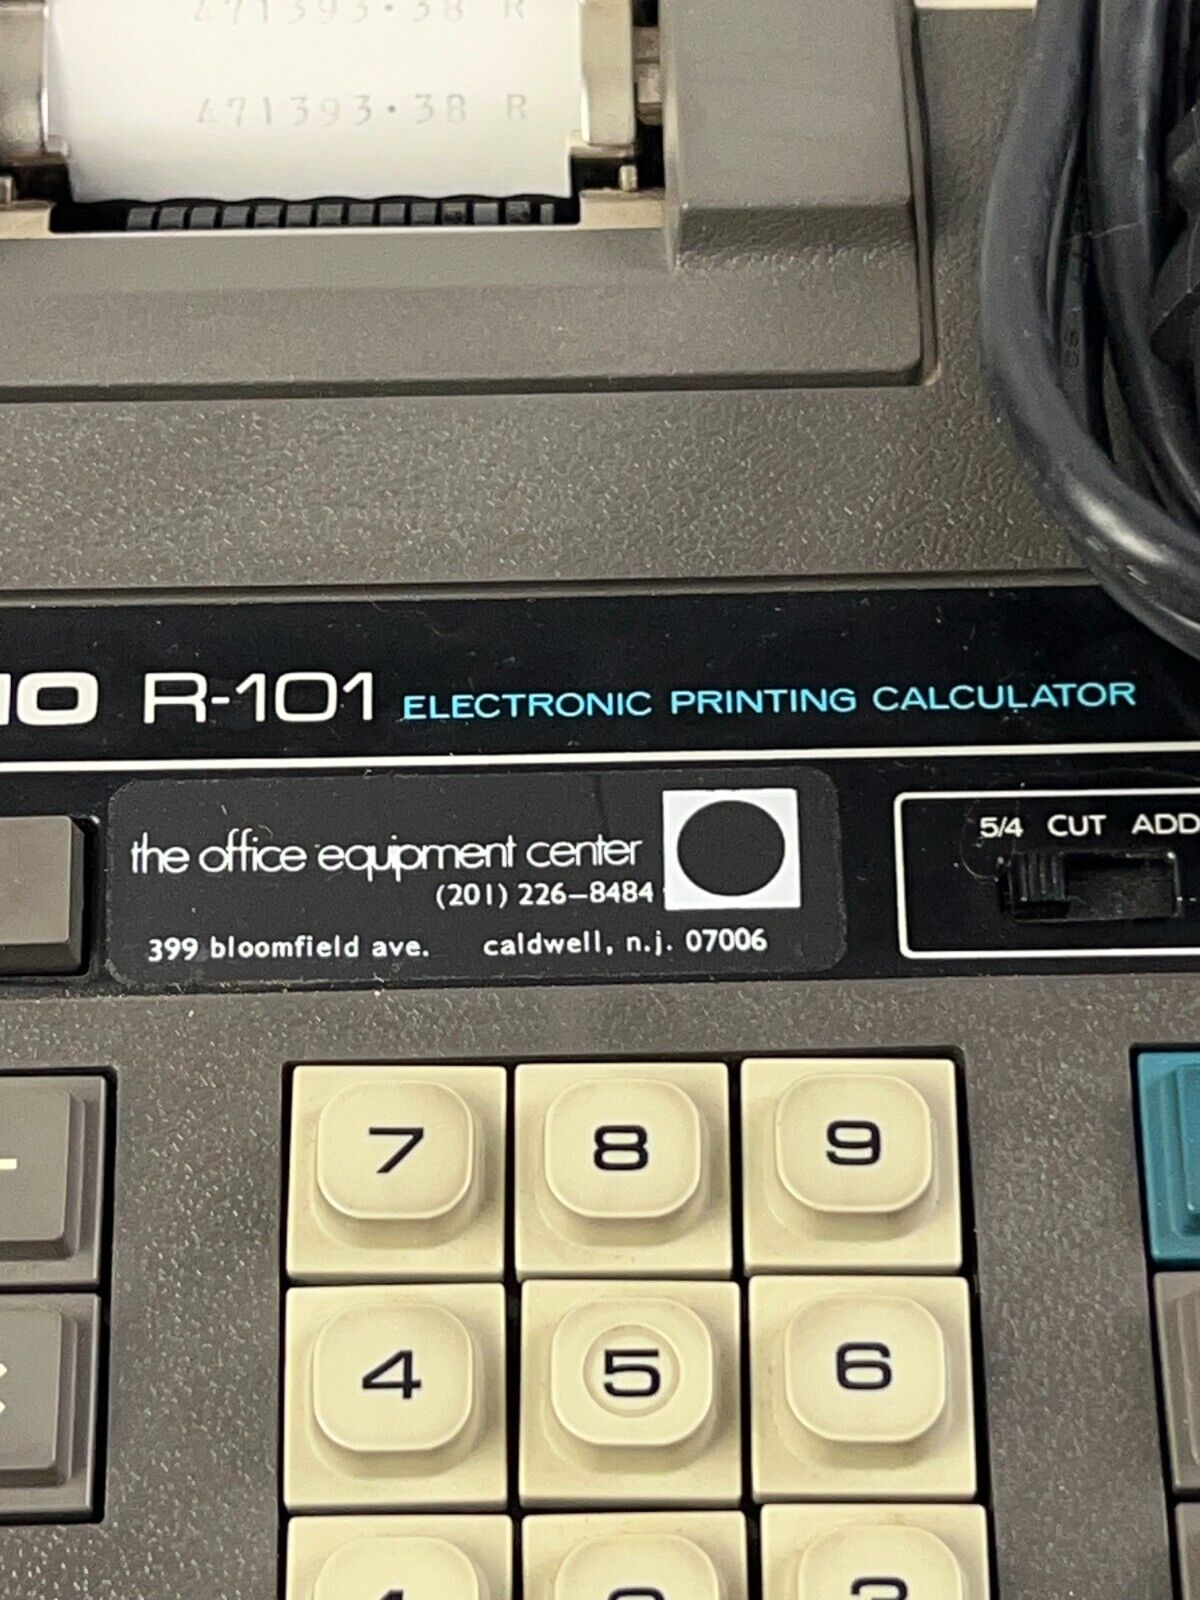 471393.38 R
471393.38 R
IO R-101 ELECTRONIC PRINTING CALCULATOR
the office equipment center
(201) 226-8484
399 bloomfield ave. caldwell, n.j. 07006
5/4 CUT ADD
7 8 9
-
4 5 6